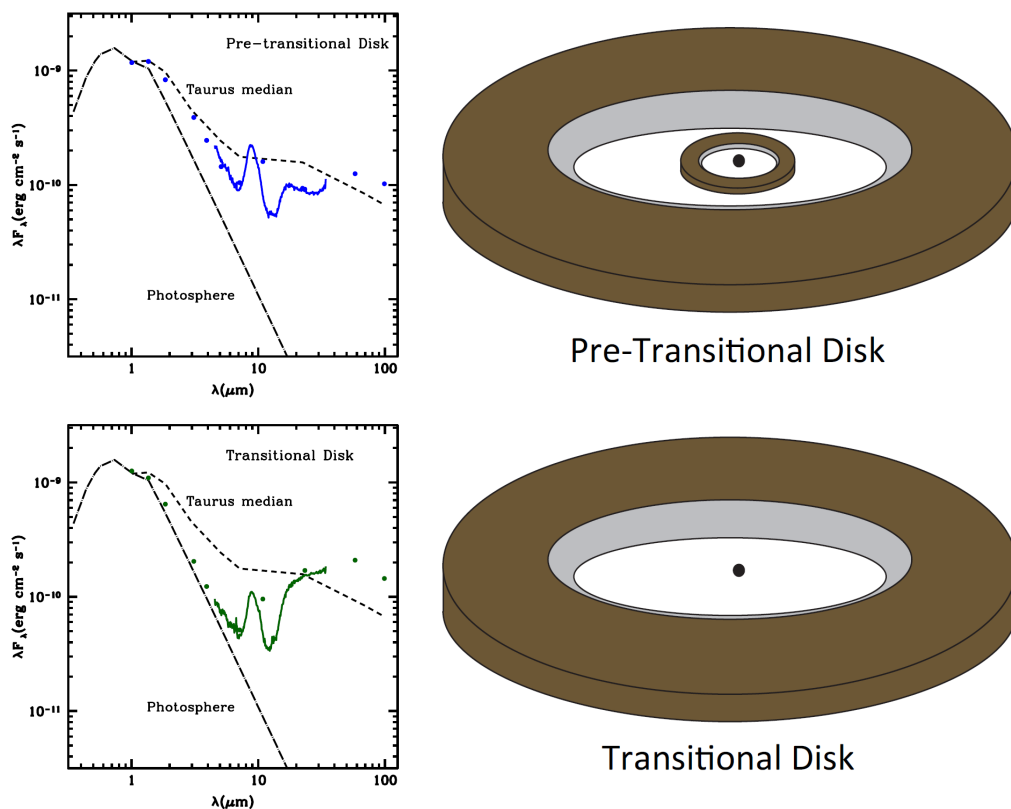 Pre-transitional Disk
Taurus median
Photosphere
10⁻⁹
10⁻¹⁰
10⁻¹¹
λF_λ(erg cm⁻² s⁻¹)
1
10
100
λ(μm)
Pre-Transitional Disk
Transitional Disk
Taurus median
Photosphere
10⁻⁹
10⁻¹⁰
10⁻¹¹
λF_λ(erg cm⁻² s⁻¹)
1
10
100
λ(μm)
Transitional Disk